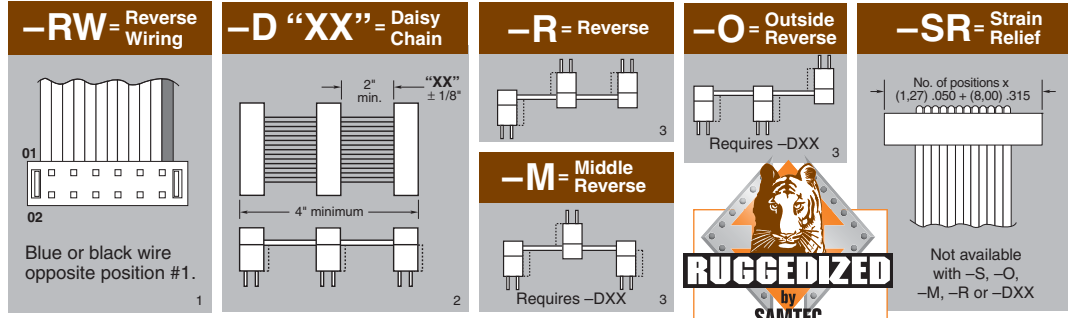 –RW = Reverse
Wiring
01
02
Blue or black wire
opposite position #1.
1
–D “XX” = Daisy
Chain
2"
min.
“XX”
± 1/8"
4" minimum
2
–R = Reverse
3
–M = Middle
Reverse
Requires –DXX
3
–O = Outside
Reverse
Requires –DXX
3
RUGGEDIZED
by
SAMTEC
–SR = Strain
Relief
No. of positions x
(1,27) .050 + (8,00) .315
Not available
with –S, –O,
–M, –R or –DXX